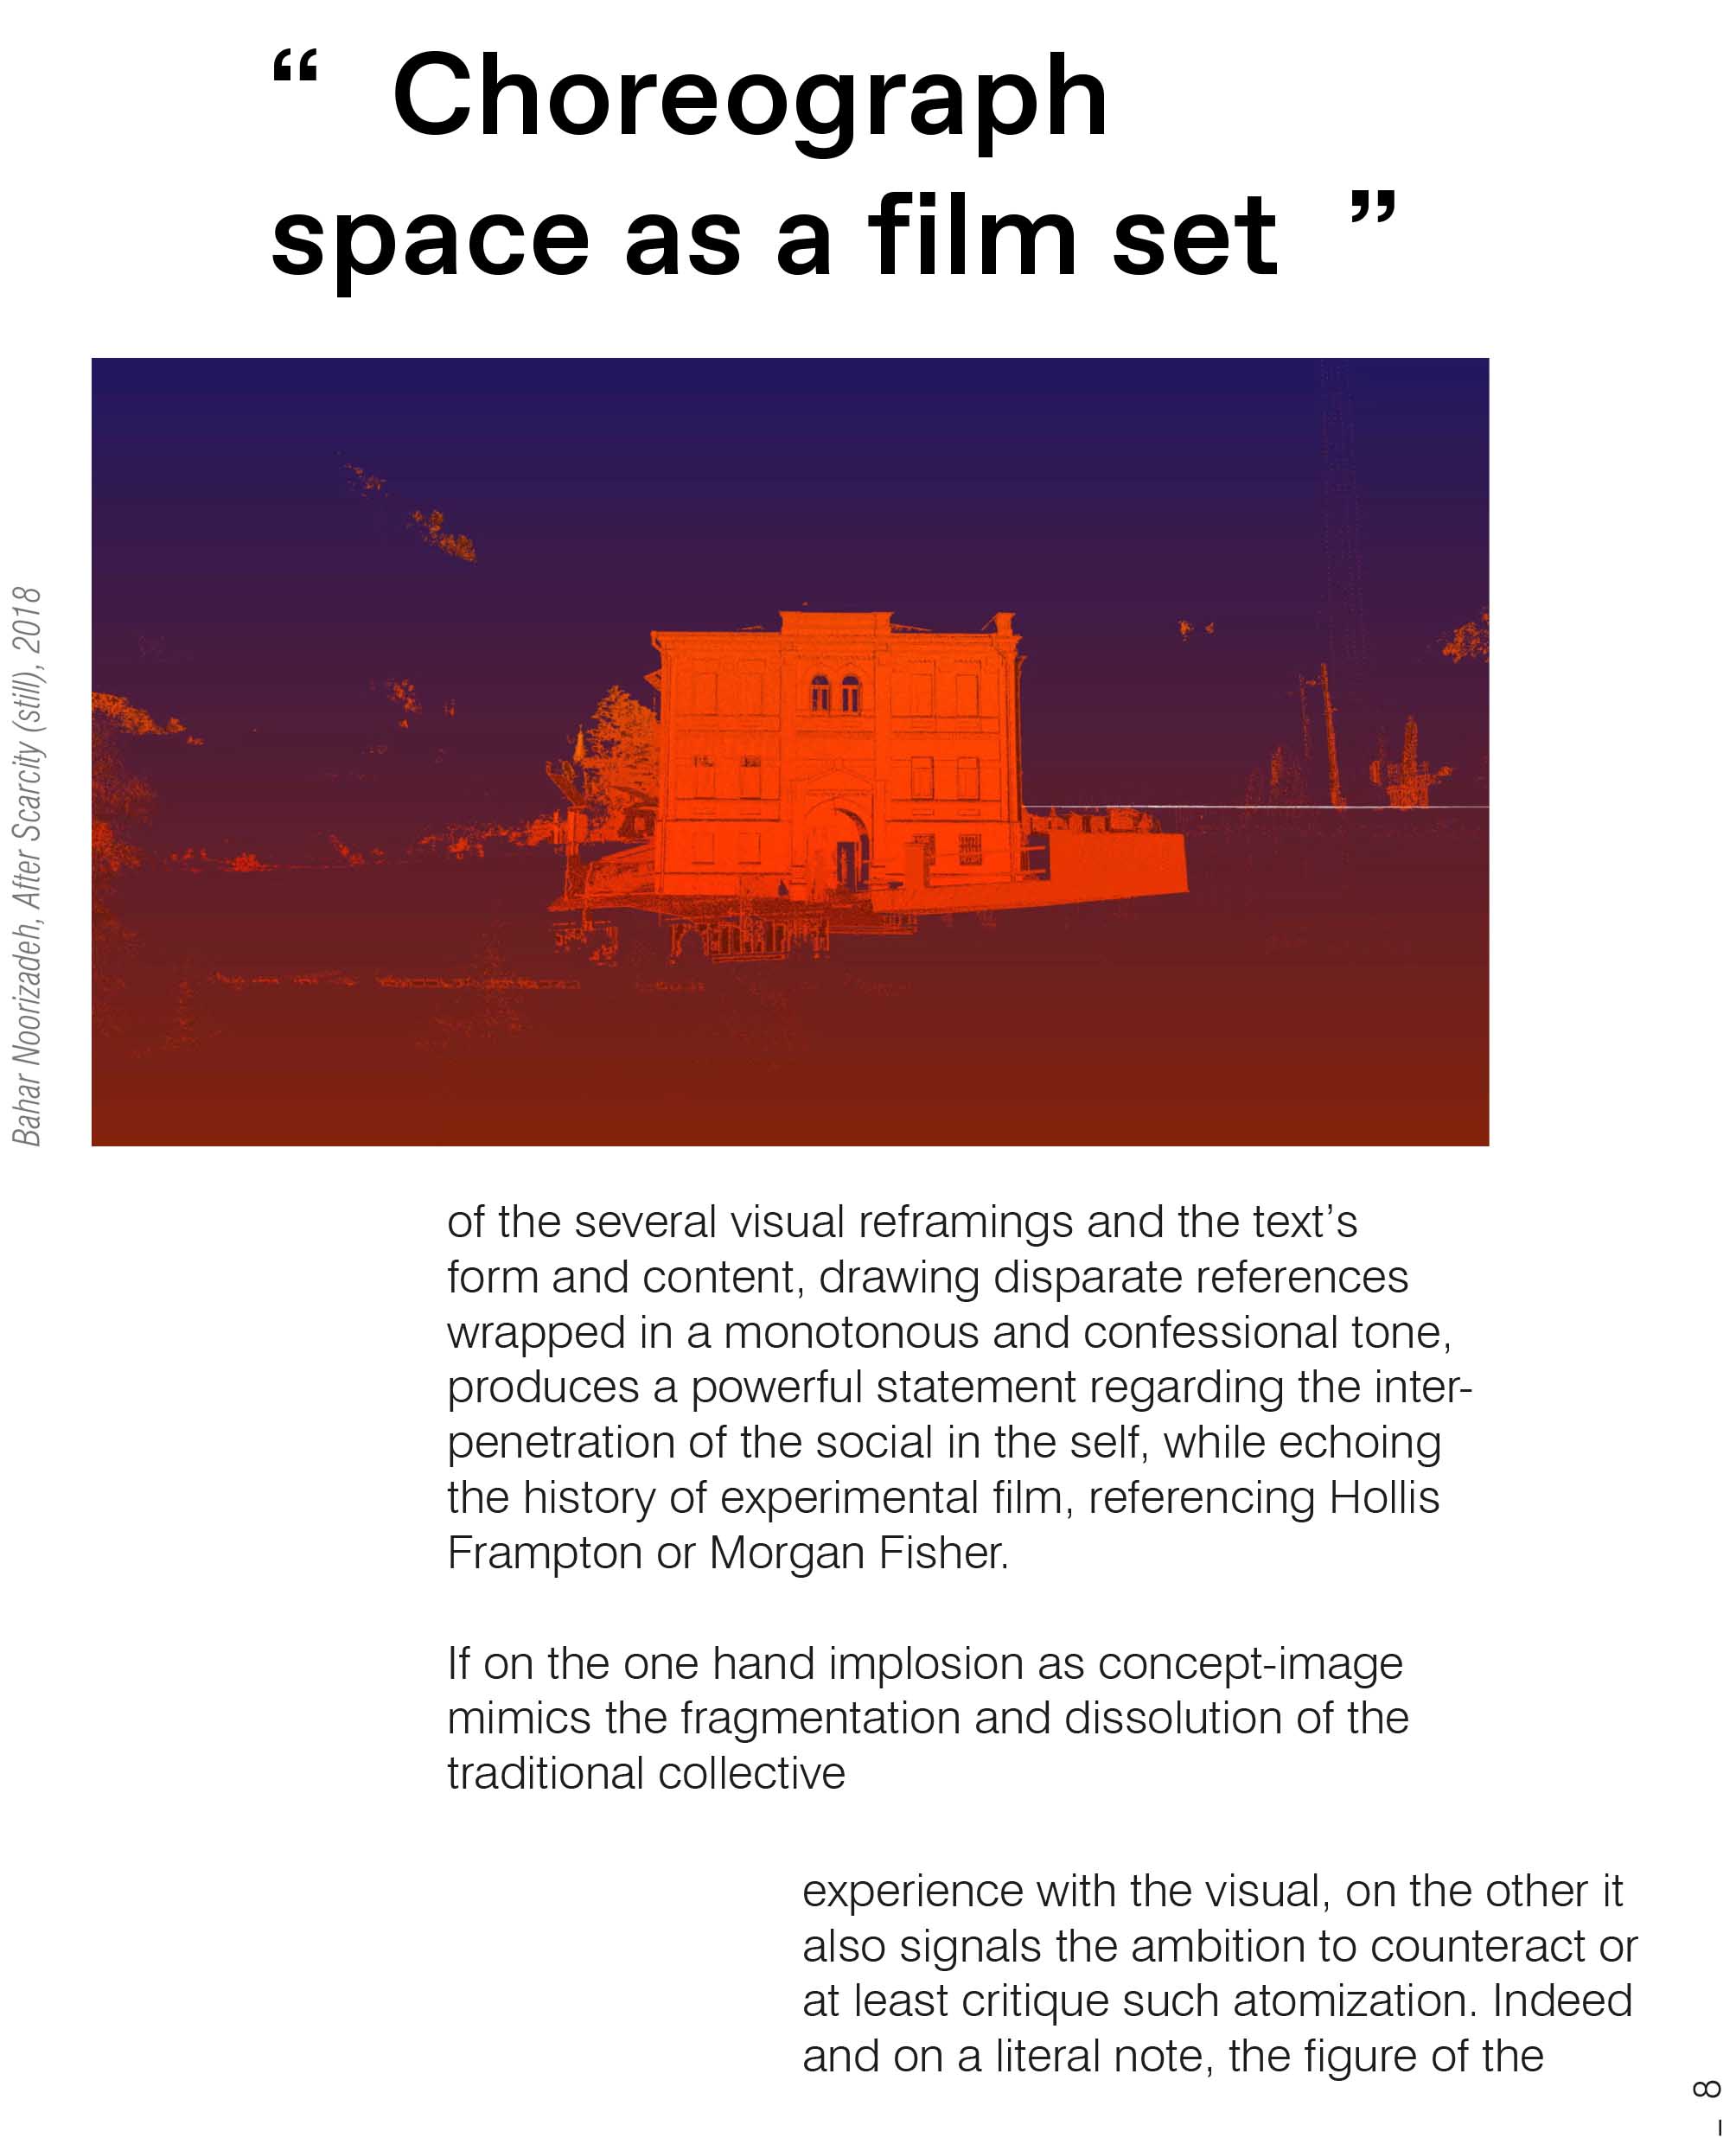 “ Choreograph
space as a film set ”
Bahar Noorizadeh, After Scarcity (still), 2018
of the several visual reframings and the text’s
form and content, drawing disparate references
wrapped in a monotonous and confessional tone,
produces a powerful statement regarding the inter-
penetration of the social in the self, while echoing
the history of experimental film, referencing Hollis
Frampton or Morgan Fisher.
If on the one hand implosion as concept-image
mimics the fragmentation and dissolution of the
traditional collective
experience with the visual, on the other it
also signals the ambition to counteract or
at least critique such atomization. Indeed
and on a literal note, the figure of the
– 8